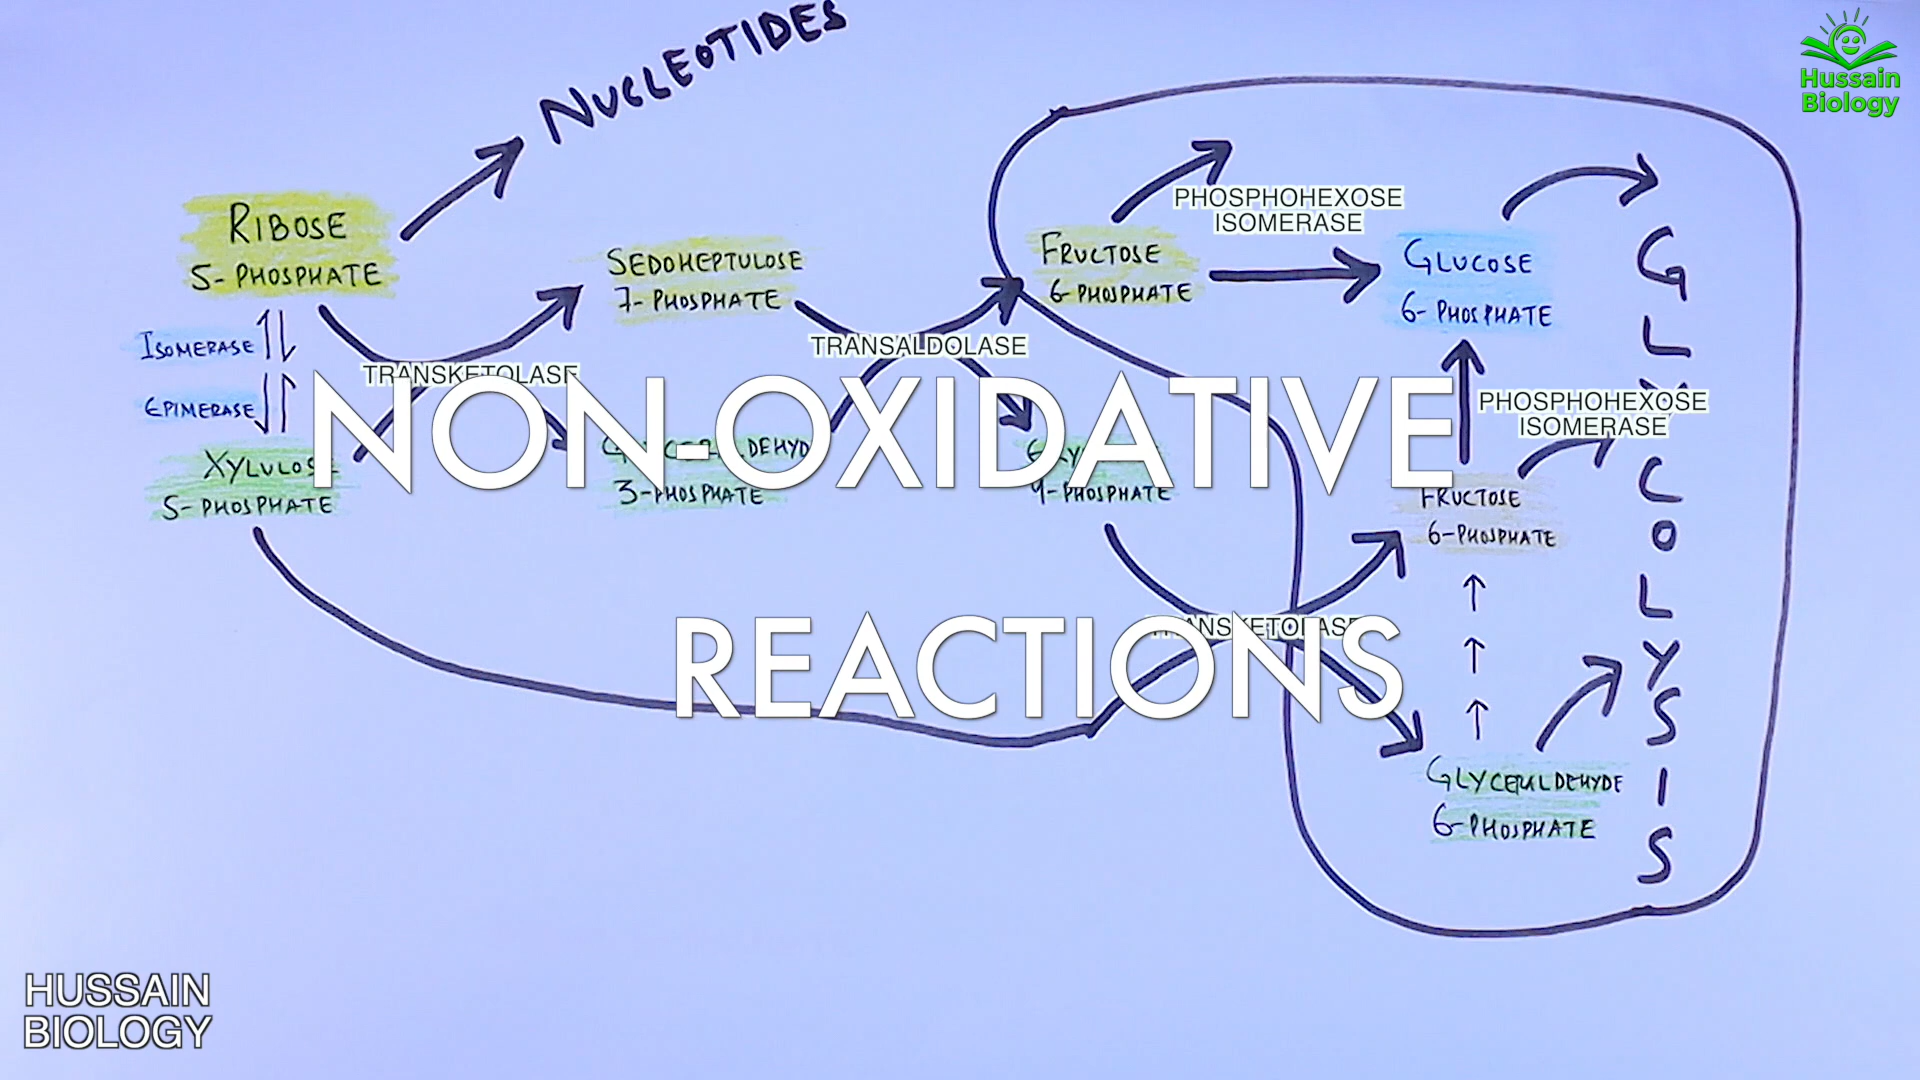 NUCLEOTIDES
Hussain
Biology
RIBOSE
5-PHOSPHATE
ISOMERASE
EPIMERASE
XYLULOSE
5-PHOSPHATE
TRANSKETOLASE
SEDOHEPTULOSE
7-PHOSPHATE
3-PHOSPHATE
TRANSALDOLASE
FRUCTOSE
6-PHOSPHATE
4-PHOSPHATE
PHOSPHOHEXOSE
ISOMERASE
GLUCOSE
6-PHOSPHATE
PHOSPHOHEXOSE
ISOMERASE
FRUCTOSE
6-PHOSPHATE
TRANSKETOLASE
GLYCERALDEHYDE
6-PHOSPHATE
GLYCOLYSIS
NON-OXIDATIVE
REACTIONS
HUSSAIN
BIOLOGY